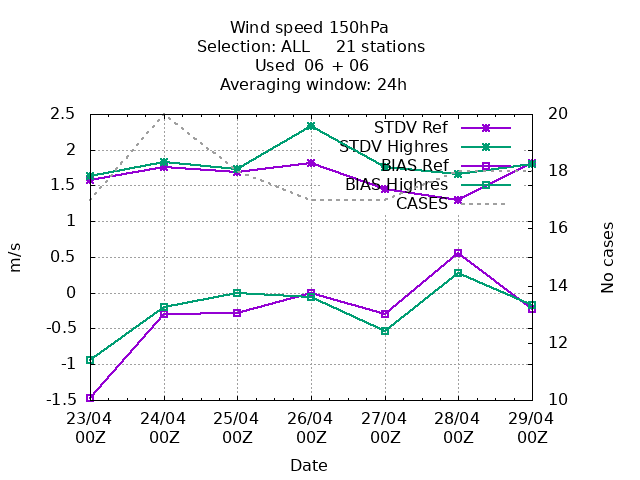 Wind speed 150hPa
Selection: ALL     21 stations
Used  06 + 06
Averaging window: 24h
STDV Ref
STDV Highres
BIAS Ref
BIAS Highres
CASES
2.5
2
1.5
1
0.5
0
-0.5
-1
-1.5
m/s
20
18
16
14
12
10
No cases
23/04 24/04 25/04 26/04 27/04 28/04 29/04
00Z 00Z 00Z 00Z 00Z 00Z 00Z
Date